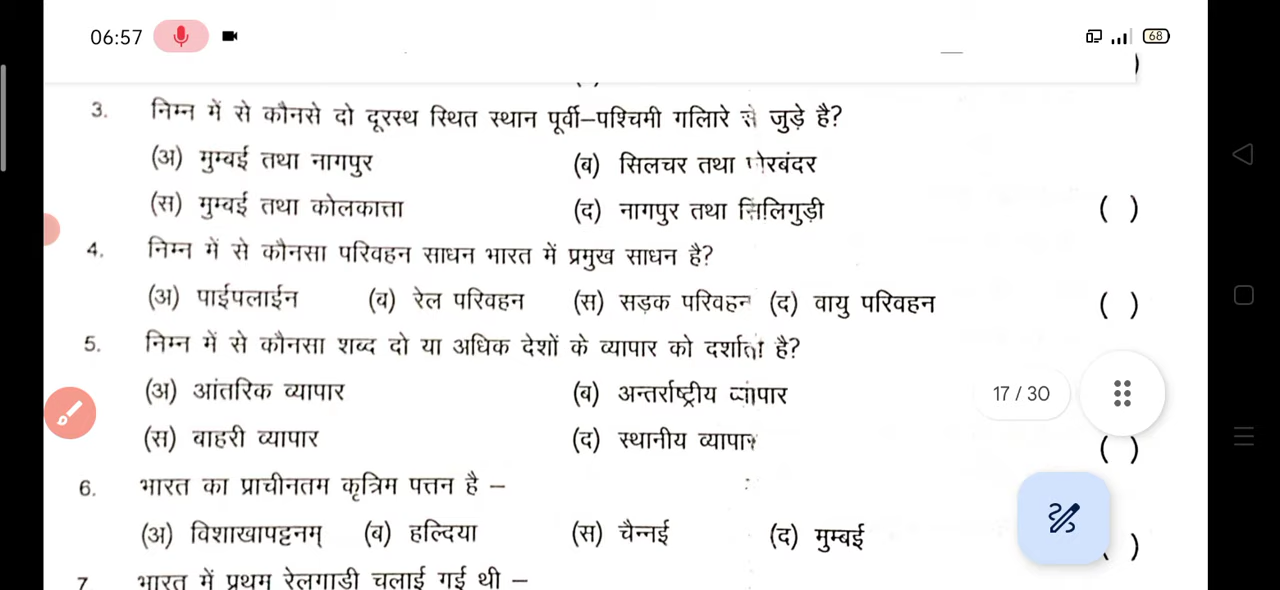 06:57
68
3. निम्न में से कौनसे दो दूरस्थ स्थित स्थान पूर्वी–पश्चिमी गलिारे से जुड़े है?
(अ) मुम्बई तथा नागपुर (ब) सिलचर तथा पोरबंदर
(स) मुम्बई तथा कोलकात्ता (द) नागपुर तथा सिलिगुड़ी ( )
4. निम्न में से कौनसा परिवहन साधन भारत में प्रमुख साधन है?
(अ) पाईपलाईन (ब) रेल परिवहन (स) सड़क परिवहन (द) वायु परिवहन ( )
5. निम्न में से कौनसा शब्द दो या अधिक देशों के व्यापार को दर्शाता है?
(अ) आंतरिक व्यापार (ब) अन्तर्राष्ट्रीय व्यापार
17 / 30
(स) बाहरी व्यापार (द) स्थानीय व्यापार ( )
6. भारत का प्राचीनतम कृत्रिम पत्तन है –
(अ) विशाखापट्टनम् (ब) हल्दिया (स) चैन्नई (द) मुम्बई )
7 भारत में प्रथम रेलगाडी चलाई गई थी –